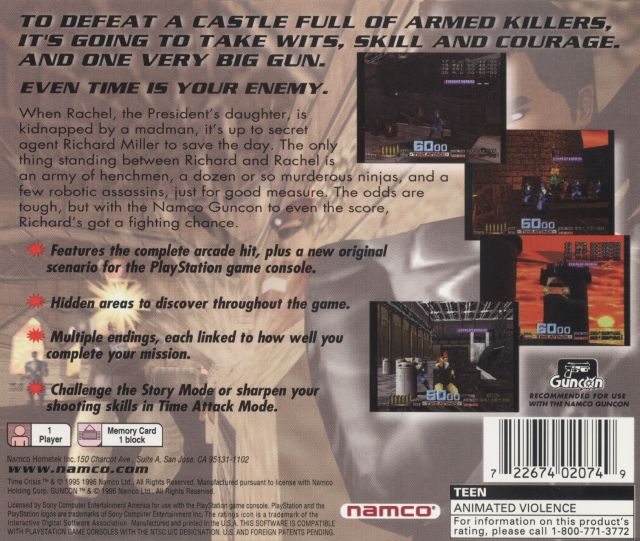 TO DEFEAT A CASTLE FULL OF ARMED KILLERS,
IT'S GOING TO TAKE WITS, SKILL AND COURAGE.
AND ONE VERY BIG GUN.
EVEN TIME IS YOUR ENEMY.
When Rachel, the President's daughter, is
kidnapped by a madman, it's up to secret
agent Richard Miller to save the day. The only
thing standing between Richard and Rachel is
an army of henchmen, a dozen or so murderous ninjas, and a
few robotic assassins, just for good measure. The odds are
tough, but with the Namco Guncon to even the score,
Richard's got a fighting chance.
Features the complete arcade hit, plus a new original
scenario for the PlayStation game console.
Hidden areas to discover throughout the game.
Multiple endings, each linked to how well you
complete your mission.
Challenge the Story Mode or sharpen your
shooting skills in Time Attack Mode.
6000
TIME ATTACK
6000
6000
6000
Guncon
RECOMMENDED FOR USE
WITH THE NAMCO GUNCON
1
Player
Memory Card
1 block
Namco Hometek Inc. 150 Charcot Ave., Suite A, San Jose, CA 95131-1102
www.namco.com
Time Crisis ™ & © 1995 1996 Namco Ltd., All Rights Reserved. Manufactured pursuant to license with Namco
Holding Corp. GUNCON ™ & © 1996 Namco Ltd., All Rights Reserved.
Licensed by Sony Computer Entertainment America for use with the PlayStation game console. PlayStation and the
PlayStation logos are trademarks of Sony Computer Entertainment Inc. The ratings icon is a trademark of the
Interactive Digital Software Association. Manufactured and printed in the U.S.A. THIS SOFTWARE IS COMPATIBLE
WITH PLAYSTATION GAME CONSOLES WITH THE NTSC U/C DESIGNATION. U.S. AND FOREIGN PATENTS PENDING.
namco
7 22674 02074 9
TEEN
ANIMATED VIOLENCE
For information on this product's
rating, please call 1-800-771-3772